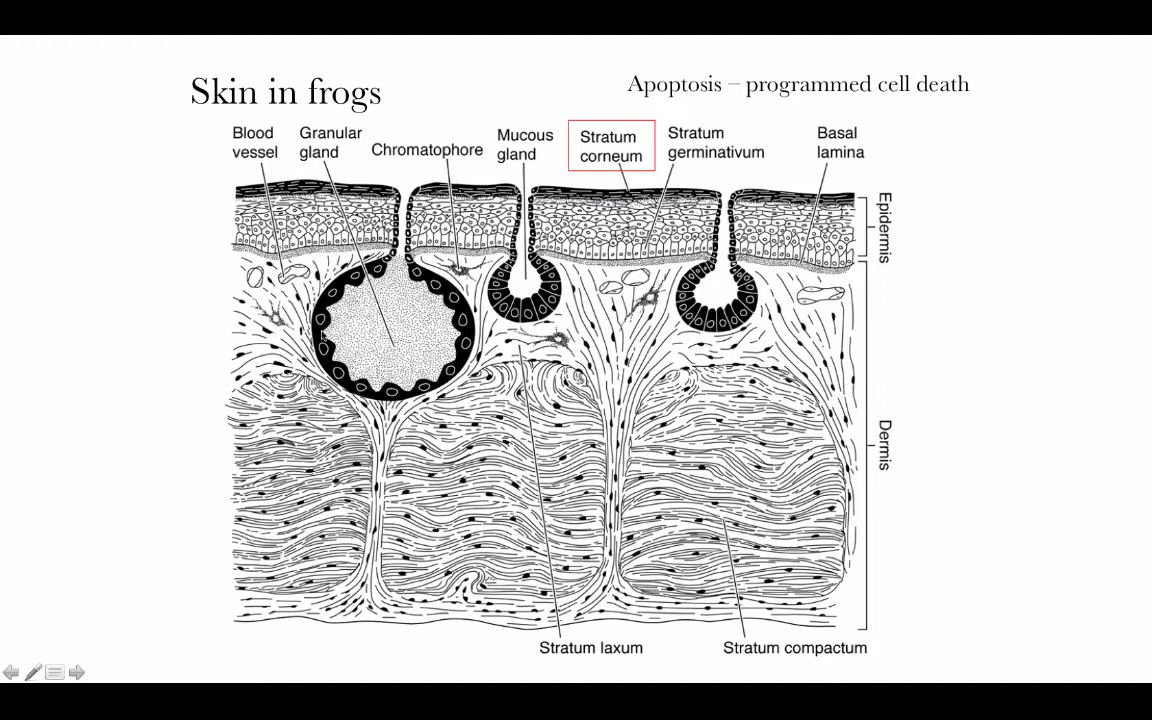 Skin in frogs
Apoptosis – programmed cell death
Blood
vessel
Granular
gland
Chromatophore
Mucous
gland
Stratum
corneum
Stratum
germinativum
Basal
lamina
Epidermis
Dermis
Stratum laxum
Stratum compactum